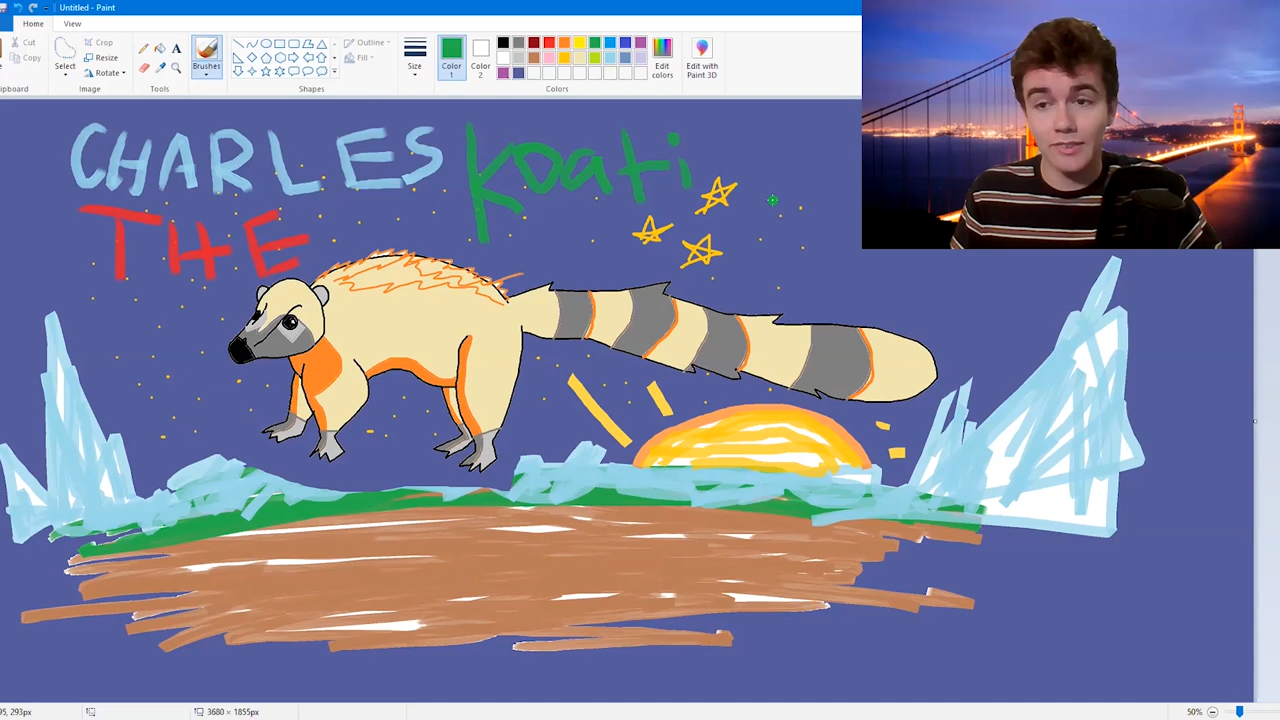 Untitled - Paint
Home View
Cut
Copy
Select
Crop
Resize
Rotate
Brushes
Outline
Fill
Size
Color 1
Color 2
Edit colors
Edit with Paint 3D
Image
Tools
Shapes
Colors
CHARLES Koati
THE
3680 × 1855px
50%